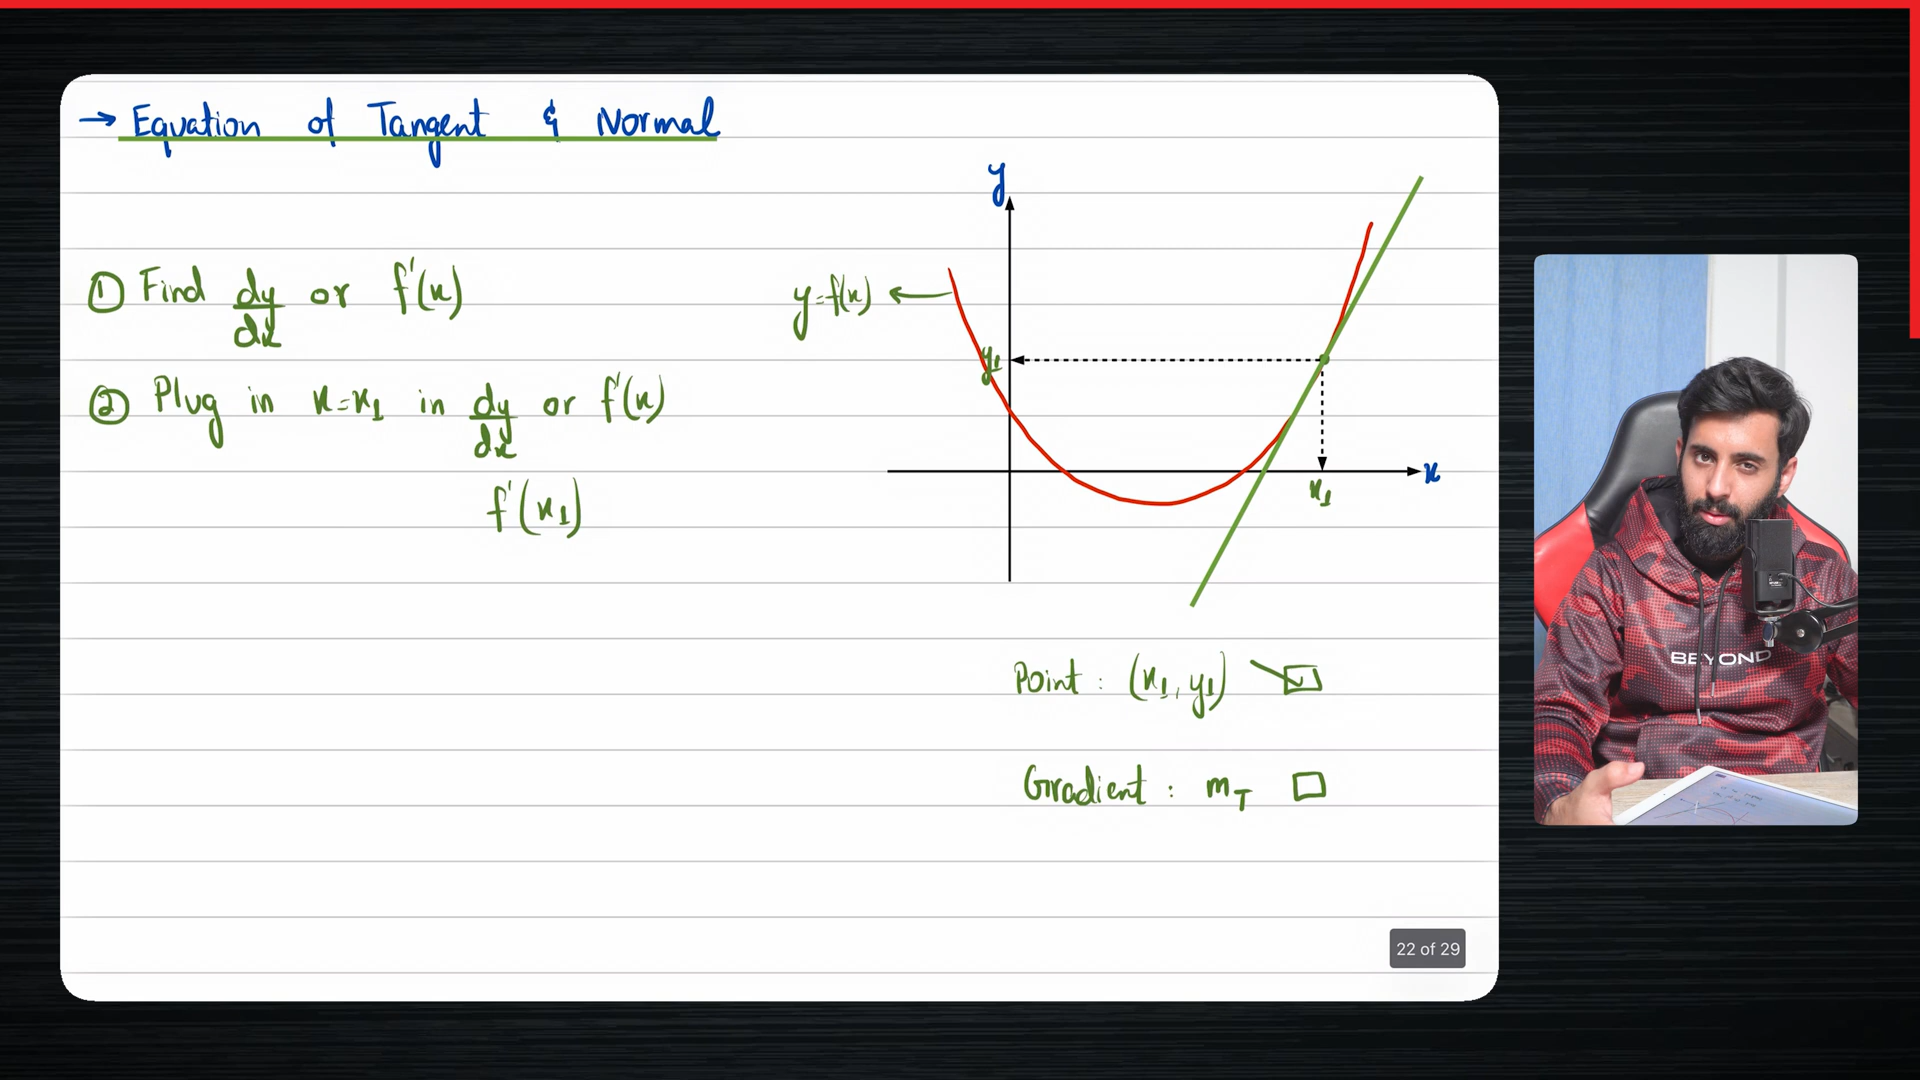 → Equation of Tangent & Normal
y
① Find dy/dx or f'(x)
y=f(x)
y₁
② Plug in x=x₁ in dy/dx or f'(x)
x
x₁
f'(x₁)
Point : (x₁, y₁)
BEYOND
Gradient : m_T
22 of 29